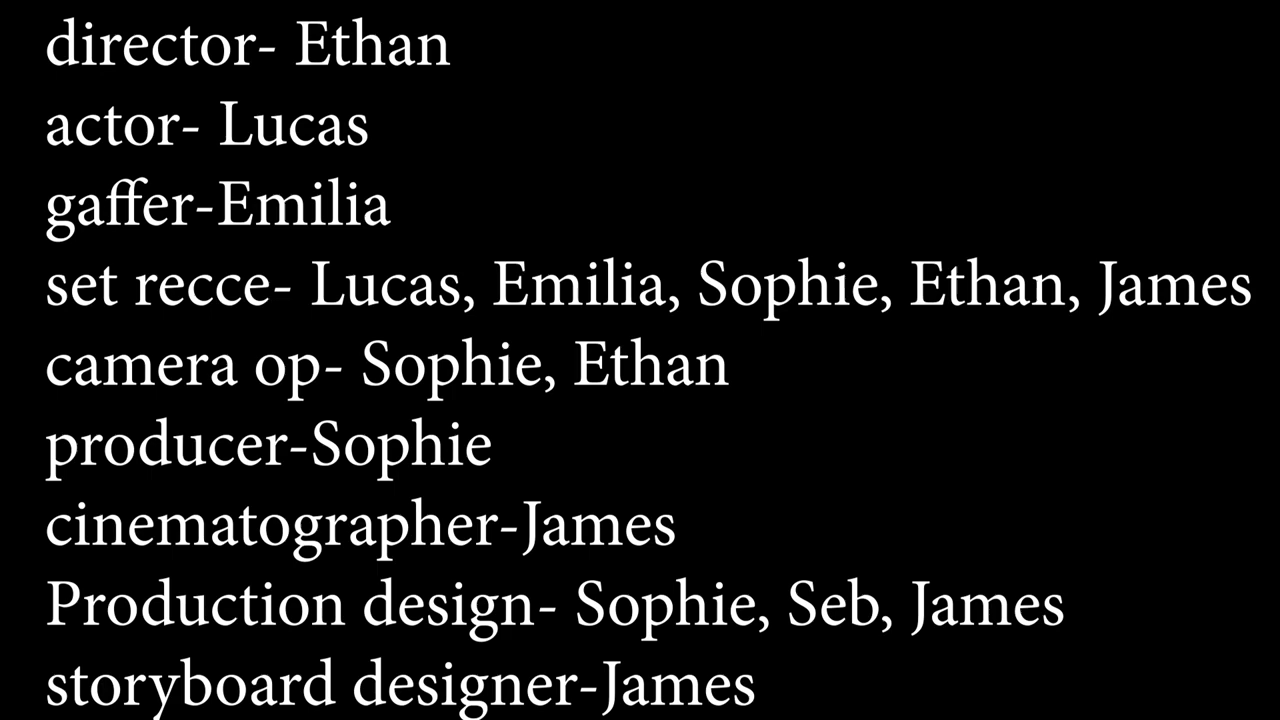 director- Ethan
actor- Lucas
gaffer-Emilia
set recce- Lucas, Emilia, Sophie, Ethan, James
camera op- Sophie, Ethan
producer-Sophie
cinematographer-James
Production design- Sophie, Seb, James
storyboard designer-James